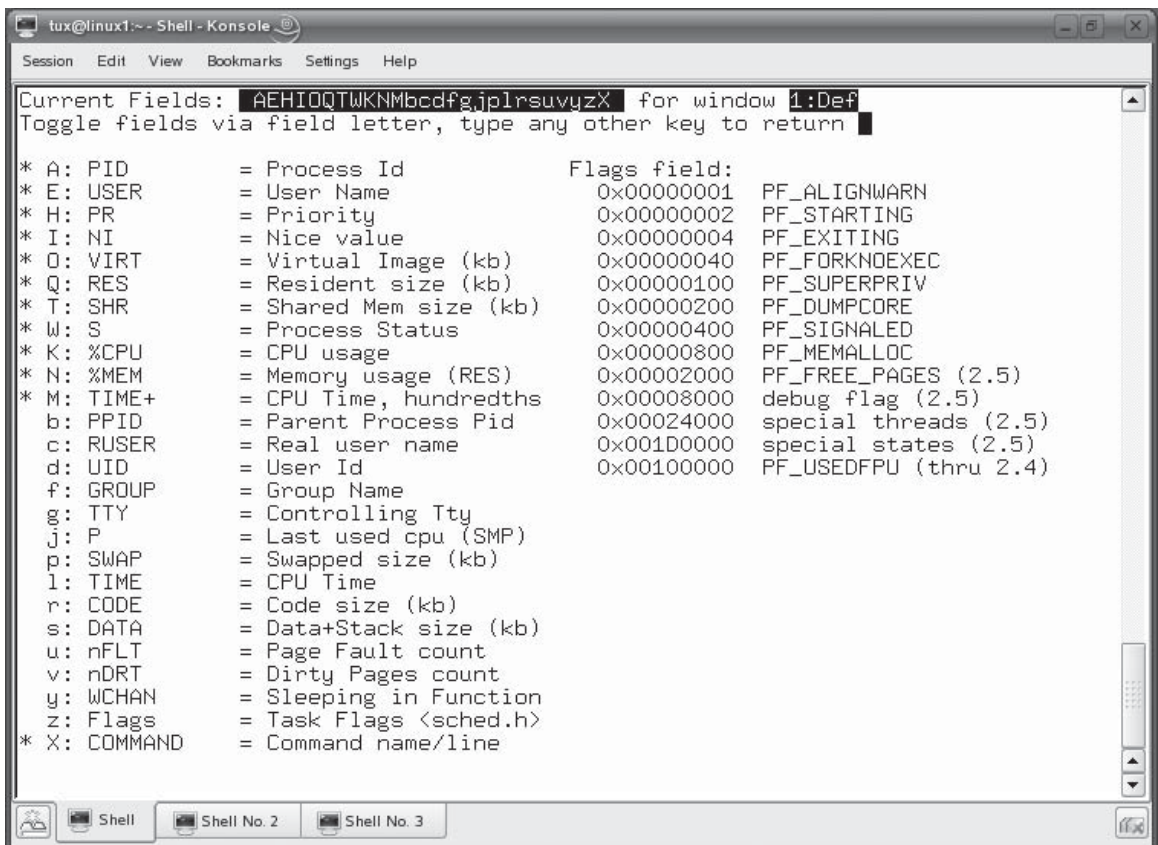 tux@linux1:~ - Shell - Konsole
Session Edit View Bookmarks Settings Help
Current Fields: AEHIOQTWKNMbcdfgjplrsuvyzX for window 1:Def
Toggle fields via field letter, type any other key to return
* A: PID = Process Id Flags field:
* E: USER = User Name 0x00000001 PF_ALIGNWARN
* H: PR = Priority 0x00000002 PF_STARTING
* I: NI = Nice value 0x00000004 PF_EXITING
* O: VIRT = Virtual Image (kb) 0x00000040 PF_FORKNOEXEC
* Q: RES = Resident size (kb) 0x00000100 PF_SUPERPRIV
* T: SHR = Shared Mem size (kb) 0x00000200 PF_DUMPCORE
* W: S = Process Status 0x00000400 PF_SIGNALED
* K: %CPU = CPU usage 0x00000800 PF_MEMALLOC
* N: %MEM = Memory usage (RES) 0x00002000 PF_FREE_PAGES (2.5)
* M: TIME+ = CPU Time, hundredths 0x00008000 debug flag (2.5)
b: PPID = Parent Process Pid 0x00024000 special threads (2.5)
c: RUSER = Real user name 0x001D0000 special states (2.5)
d: UID = User Id 0x00100000 PF_USEDFPU (thru 2.4)
f: GROUP = Group Name
g: TTY = Controlling Tty
j: P = Last used cpu (SMP)
p: SWAP = Swapped size (kb)
l: TIME = CPU Time
r: CODE = Code size (kb)
s: DATA = Data+Stack size (kb)
u: nFLT = Page Fault count
v: nDRT = Dirty Pages count
y: WCHAN = Sleeping in Function
z: Flags = Task Flags <sched.h>
* X: COMMAND = Command name/line
Shell Shell No. 2 Shell No. 3